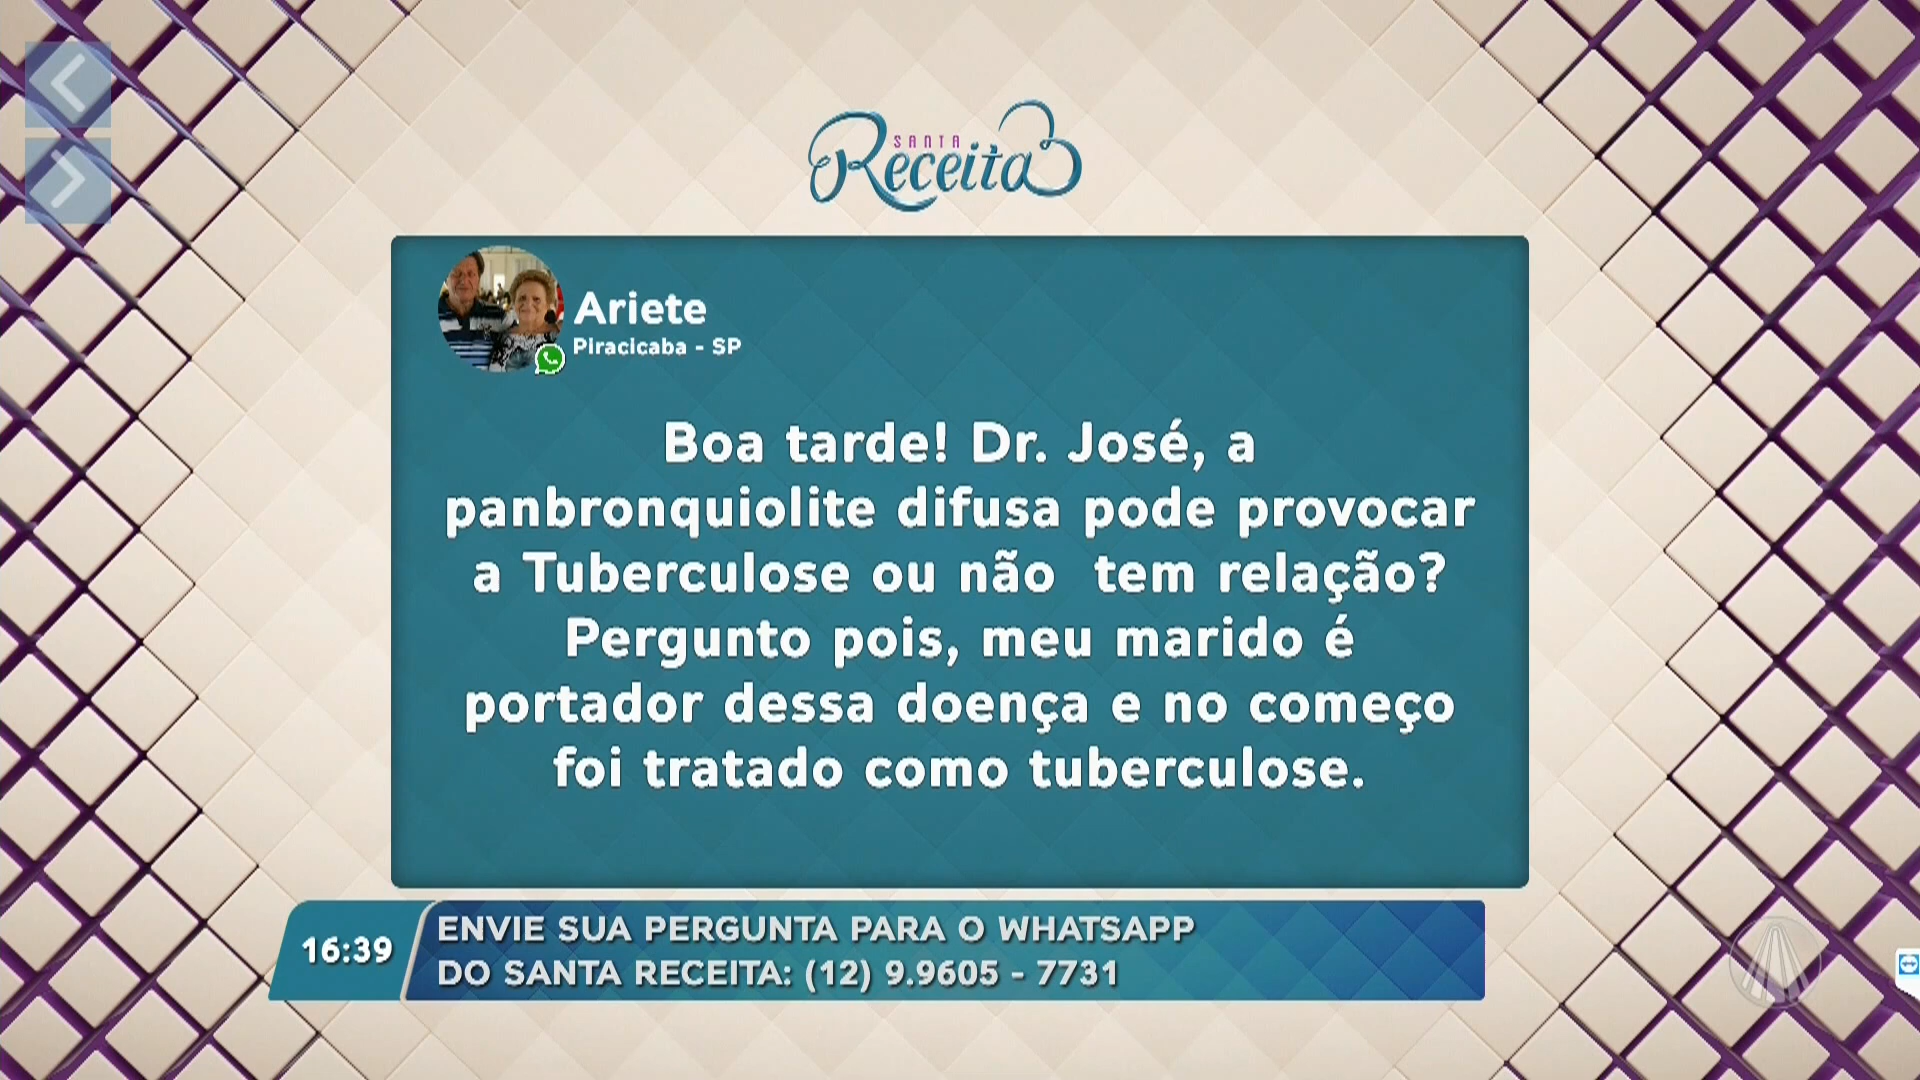 SANTA
Receita
Ariete
Piracicaba - SP
Boa tarde! Dr. José, a
panbronquiolite difusa pode provocar
a Tuberculose ou não  tem relação?
Pergunto pois, meu marido é
portador dessa doença e no começo
foi tratado como tuberculose.
16:39
ENVIE SUA PERGUNTA PARA O WHATSAPP
DO SANTA RECEITA: (12) 9.9605 - 7731